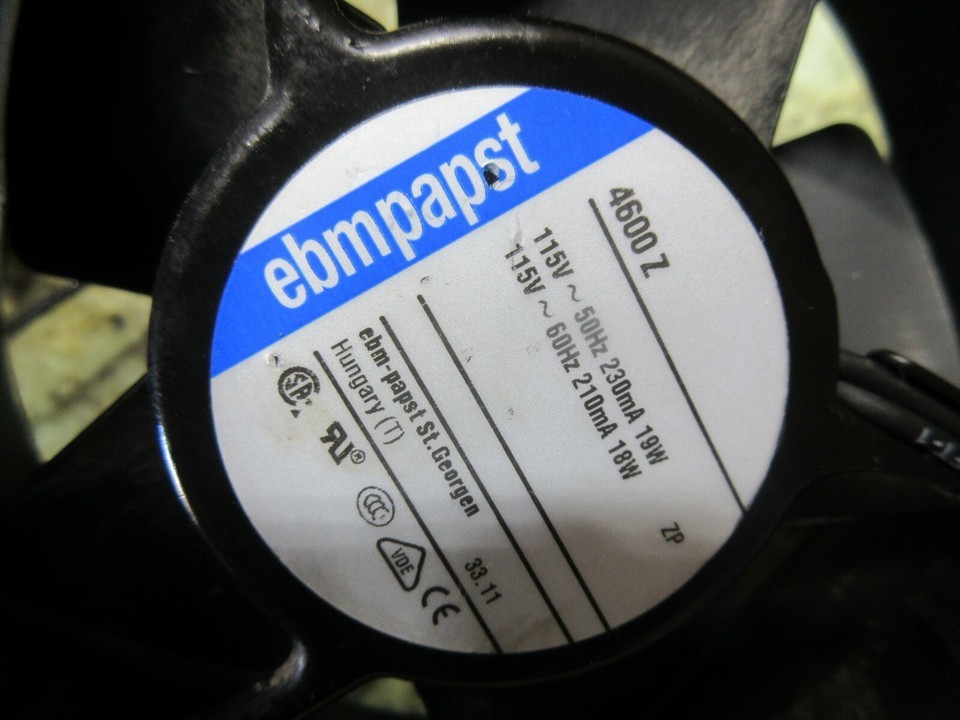 ebmpapst
4600 Z
115V ~ 50Hz 230mA 19W
115V ~ 60Hz 210mA 18W
ZP
ebm-papst St.Georgen
Hungary (T)
33.11
VDE
CE